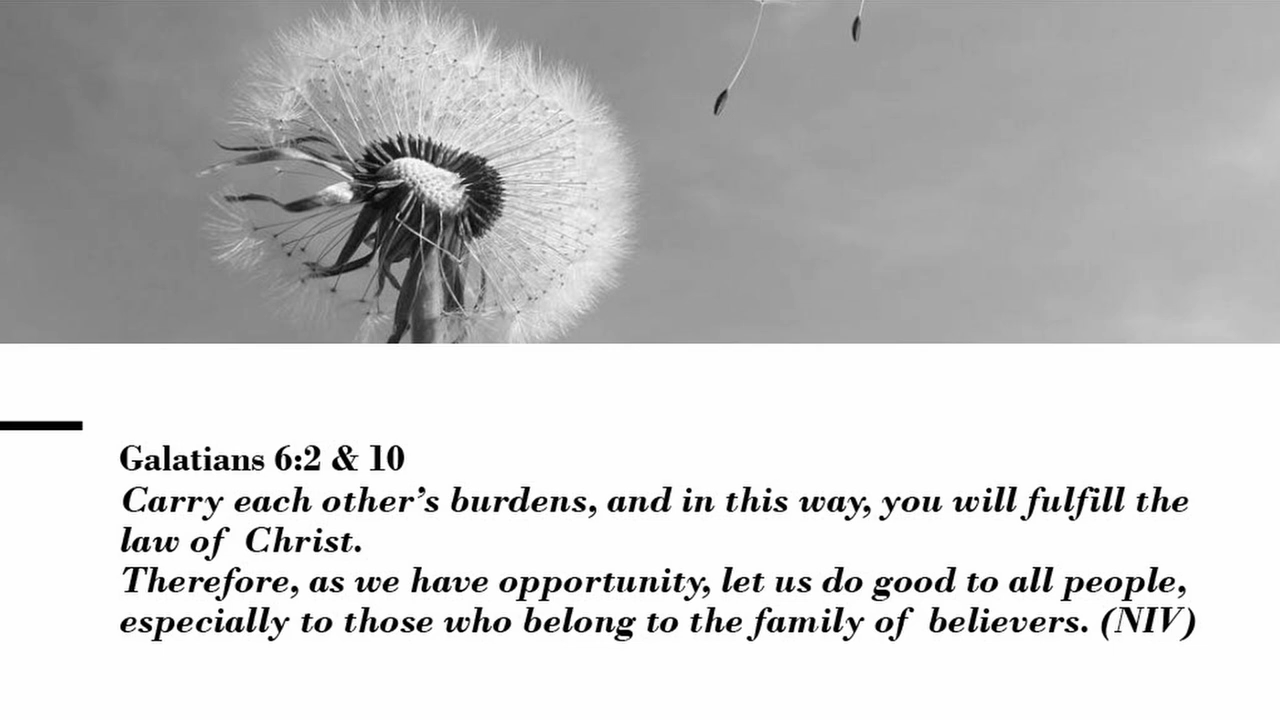 Galatians 6:2 & 10
Carry each other’s burdens, and in this way, you will fulfill the
law of Christ.
Therefore, as we have opportunity, let us do good to all people,
especially to those who belong to the family of believers. (NIV)